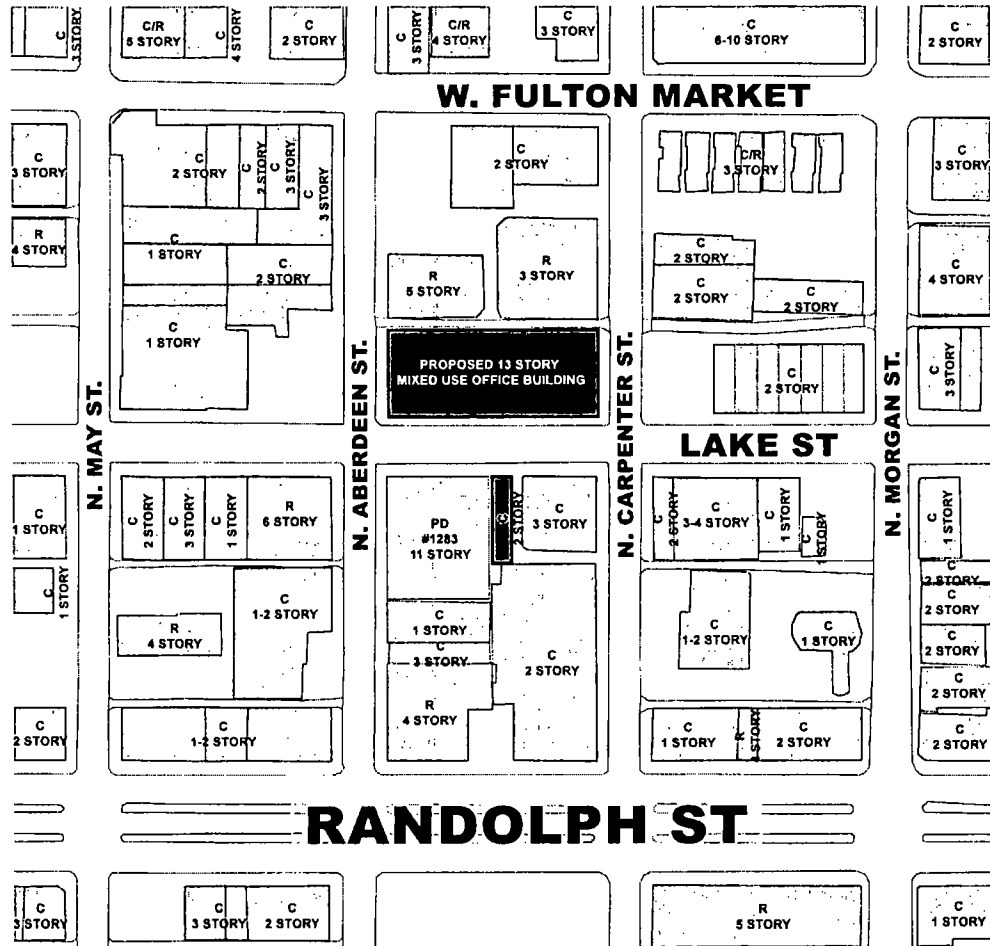 C
3 STORY
C/R
5 STORY
C
4 STORY
C
2 STORY
C
3 STORY
C/R
4 STORY
C
3 STORY
C
6-10 STORY
C
2 STORY
W. FULTON MARKET
C
3 STORY
C
2 STORY
C
2 STORY
C
3 STORY
C
3 STORY
C
2 STORY
C/R
3 STORY
C
3 STORY
R
4 STORY
C
1 STORY
C
2 STORY
R
5 STORY
R
3 STORY
C
2 STORY
C
2 STORY
C
2 STORY
C
4 STORY
C
1 STORY
PROPOSED 13 STORY
MIXED USE OFFICE BUILDING
C
2 STORY
C
3 STORY
N. MAY ST.
N. ABERDEEN ST.
N. CARPENTER ST.
N. MORGAN ST.
LAKE ST
C
1 STORY
C
2 STORY
C
3 STORY
C
1 STORY
R
6 STORY
PD
#1283
11 STORY
C
2 STORY
C
3 STORY
C
2 STORY
C
3-4 STORY
C
1 STORY
C
1 STORY
C
1 STORY
C
1 STORY
R
4 STORY
C
1-2 STORY
C
1 STORY
C
3 STORY
R
4 STORY
C
2 STORY
C
1-2 STORY
C
1 STORY
C
2 STORY
C
2 STORY
C
2 STORY
C
2 STORY
C
2 STORY
C
2 STORY
C
1-2 STORY
C
1 STORY
R
4 STORY
C
2 STORY
RANDOLPH ST
C
3 STORY
C
3 STORY
C
2 STORY
R
5 STORY
C
1 STORY